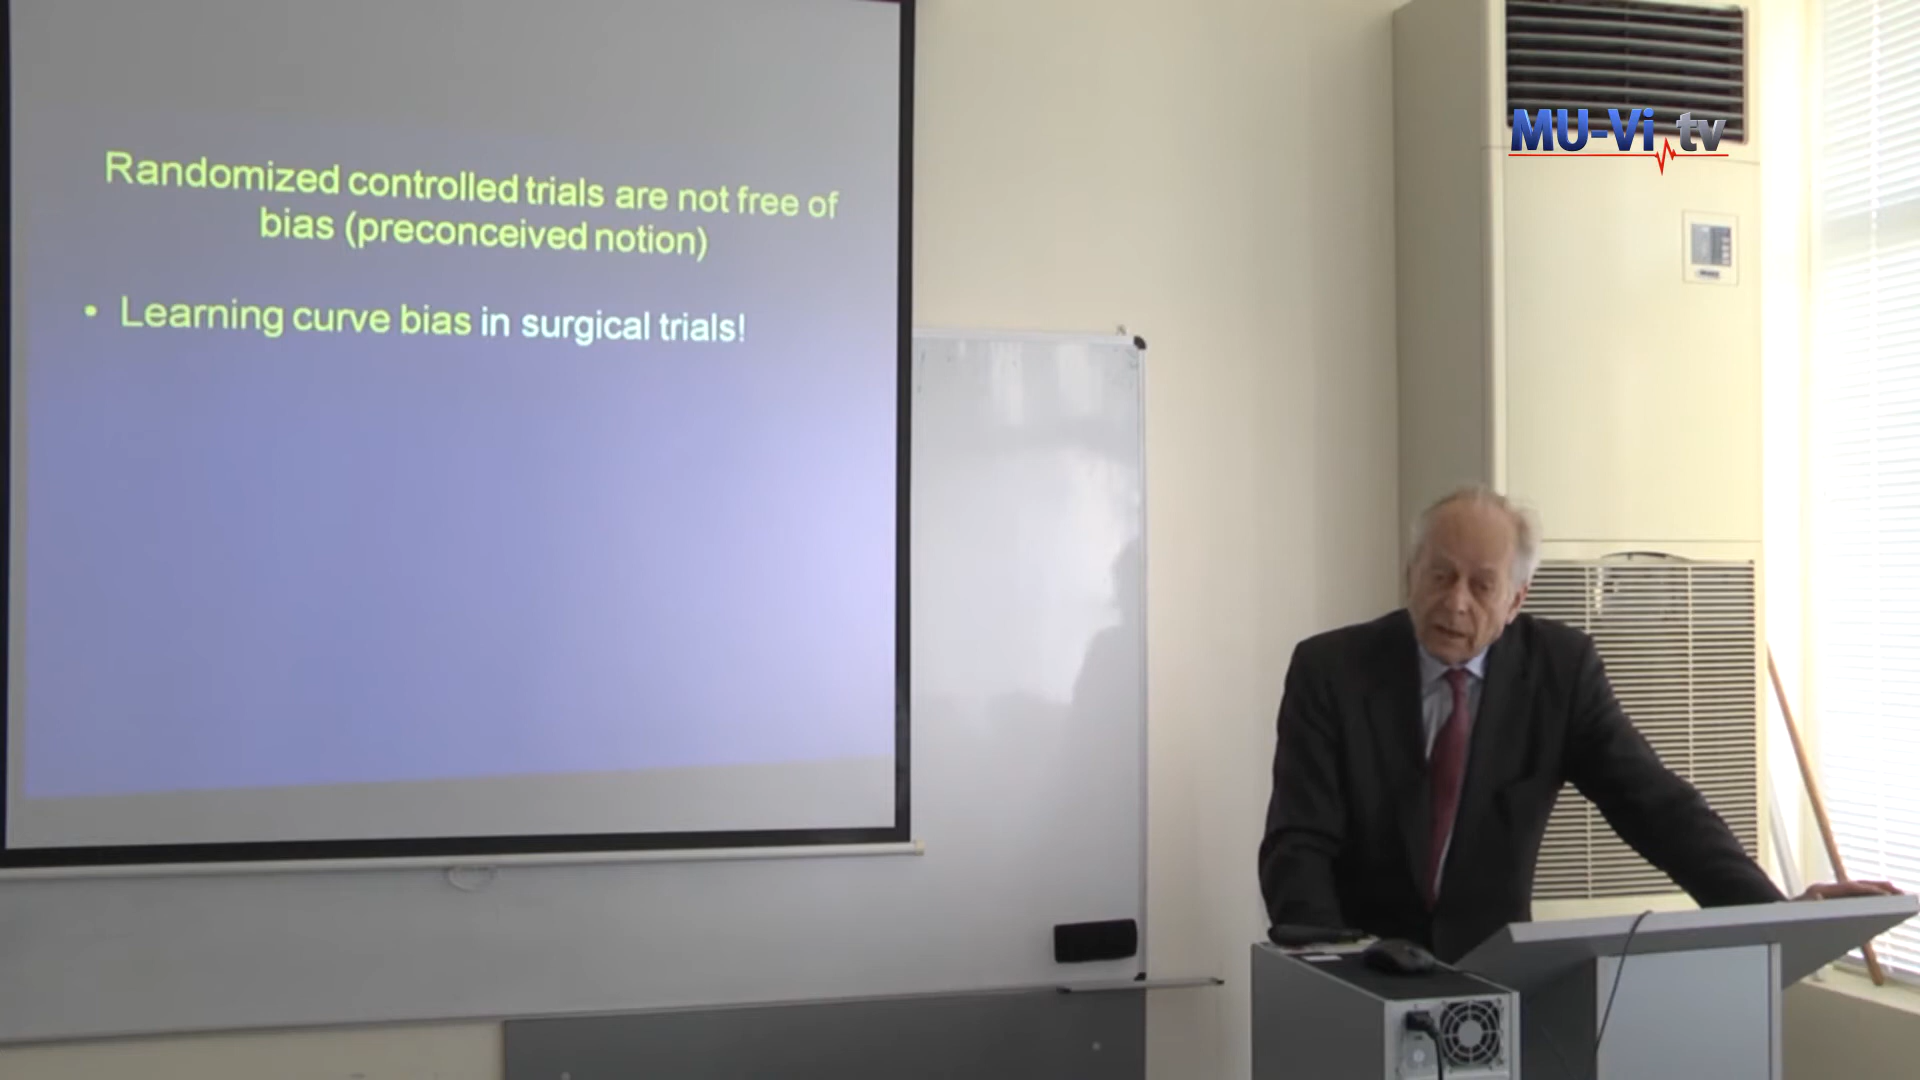 Randomized controlled trials are not free of
bias (preconceived notion)
• Learning curve bias in surgical trials!
MU-Vi tv